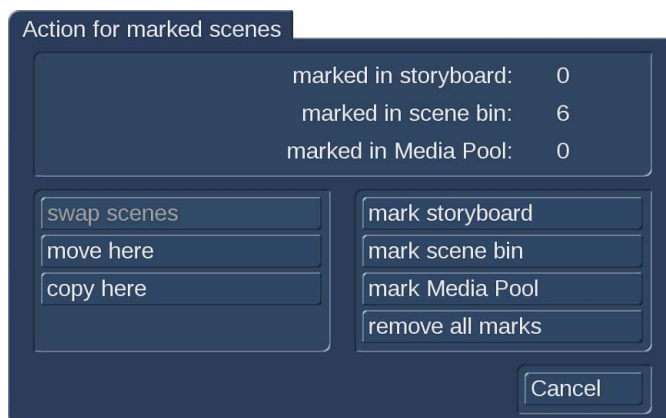 Action for marked scenes
marked in storyboard: 0
marked in scene bin: 6
marked in Media Pool: 0
swap scenes
move here
copy here
mark storyboard
mark scene bin
mark Media Pool
remove all marks
Cancel